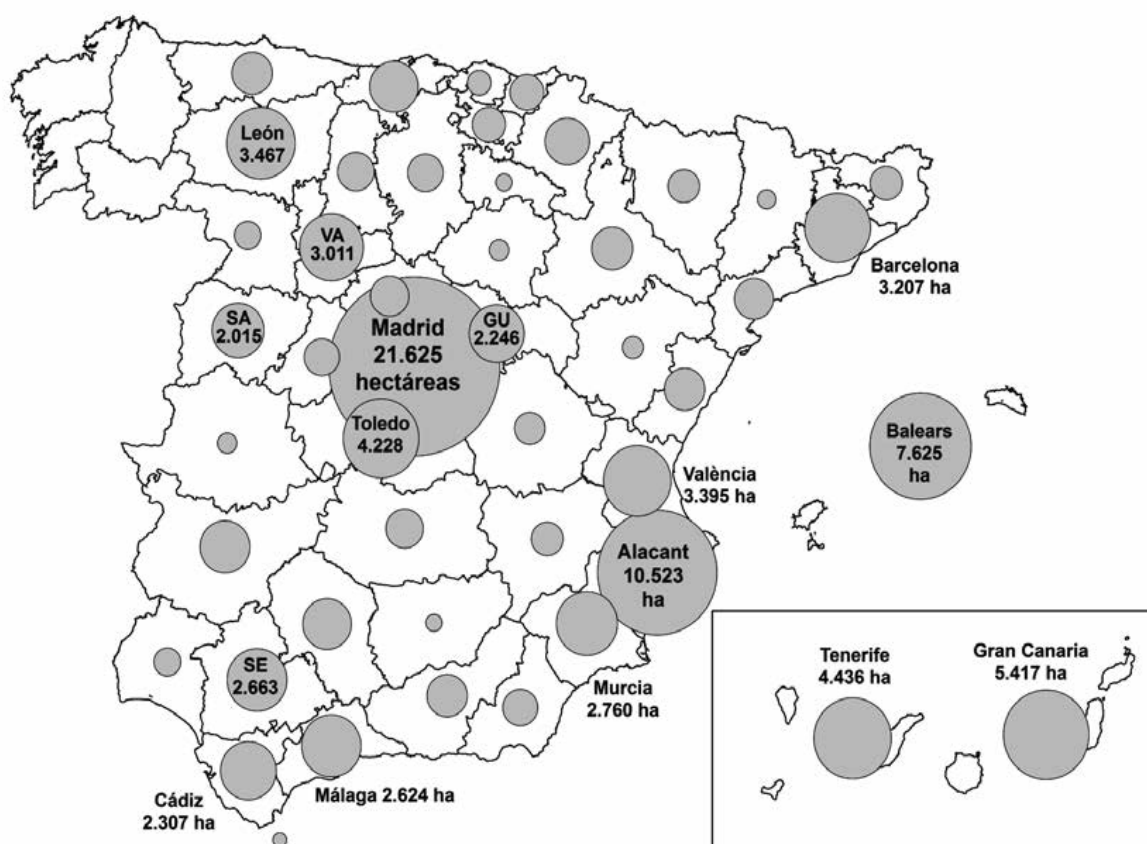 León
3.467
VA
3.011
Barcelona
3.207 ha
SA
2.015
Madrid
21.625
hectáreas
GU
2.246
Toledo
4.228
Balears
7.625
ha
València
3.395 ha
Alacant
10.523
ha
SE
2.663
Murcia
2.760 ha
Tenerife
4.436 ha
Gran Canaria
5.417 ha
Cádiz
2.307 ha
Málaga 2.624 ha